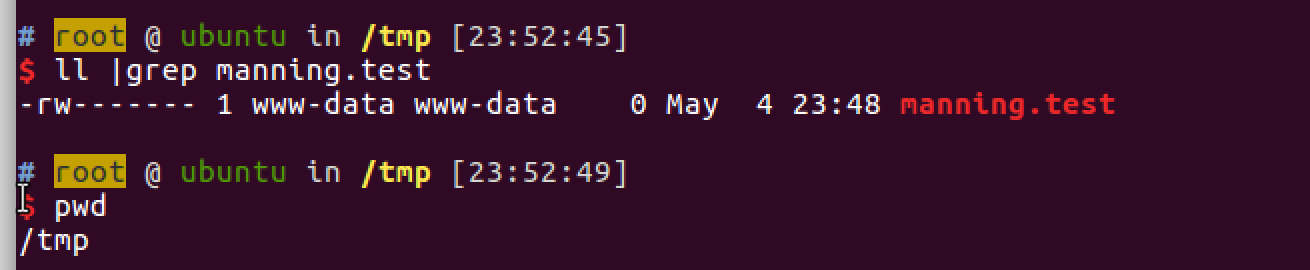 # root @ ubuntu in /tmp [23:52:45]
$ ll |grep manning.test
-rw------- 1 www-data www-data    0 May  4 23:48 manning.test
# root @ ubuntu in /tmp [23:52:49]
$ pwd
/tmp